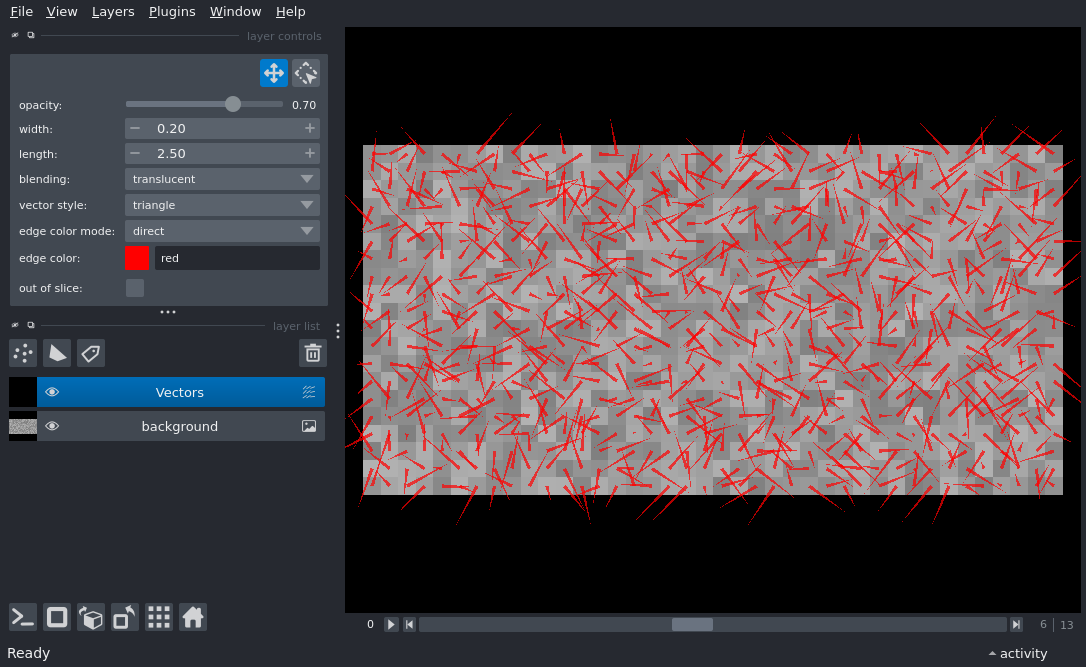 File View Layers Plugins Window Help
layer controls
opacity: 0.70
width: 0.20
length: 2.50
blending: translucent
vector style: triangle
edge color mode: direct
edge color: red
out of slice:
layer list
Vectors
background
0 6 13
Ready activity